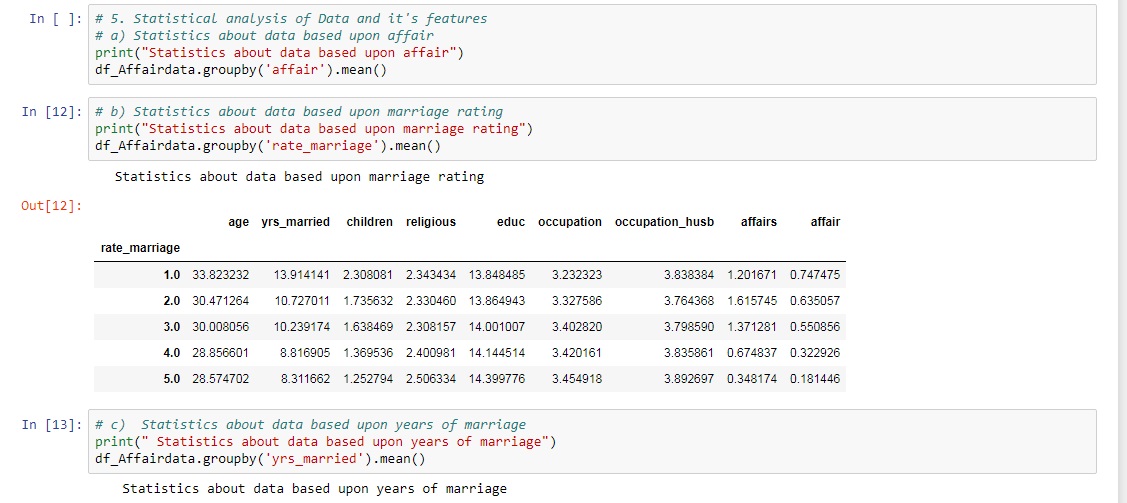 In [ ]: # 5. Statistical analysis of Data and it's features
# a) Statistics about data based upon affair
print("Statistics about data based upon affair")
df_Affairdata.groupby('affair').mean()
In [12]: # b) Statistics about data based upon marriage rating
print("Statistics about data based upon marriage rating")
df_Affairdata.groupby('rate_marriage').mean()
Statistics about data based upon marriage rating
Out[12]:
age yrs_married children religious educ occupation occupation_husb affairs affair
rate_marriage
1.0 33.823232 13.914141 2.308081 2.343434 13.848485 3.232323 3.838384 1.201671 0.747475
2.0 30.471264 10.727011 1.735632 2.330460 13.864943 3.327586 3.764368 1.615745 0.635057
3.0 30.008056 10.239174 1.638469 2.308157 14.001007 3.402820 3.798590 1.371281 0.550856
4.0 28.856601 8.816905 1.369536 2.400981 14.144514 3.420161 3.835861 0.674837 0.322926
5.0 28.574702 8.311662 1.252794 2.506334 14.399776 3.454918 3.892697 0.348174 0.181446
In [13]: # c)  Statistics about data based upon years of marriage
print(" Statistics about data based upon years of marriage")
df_Affairdata.groupby('yrs_married').mean()
Statistics about data based upon years of marriage